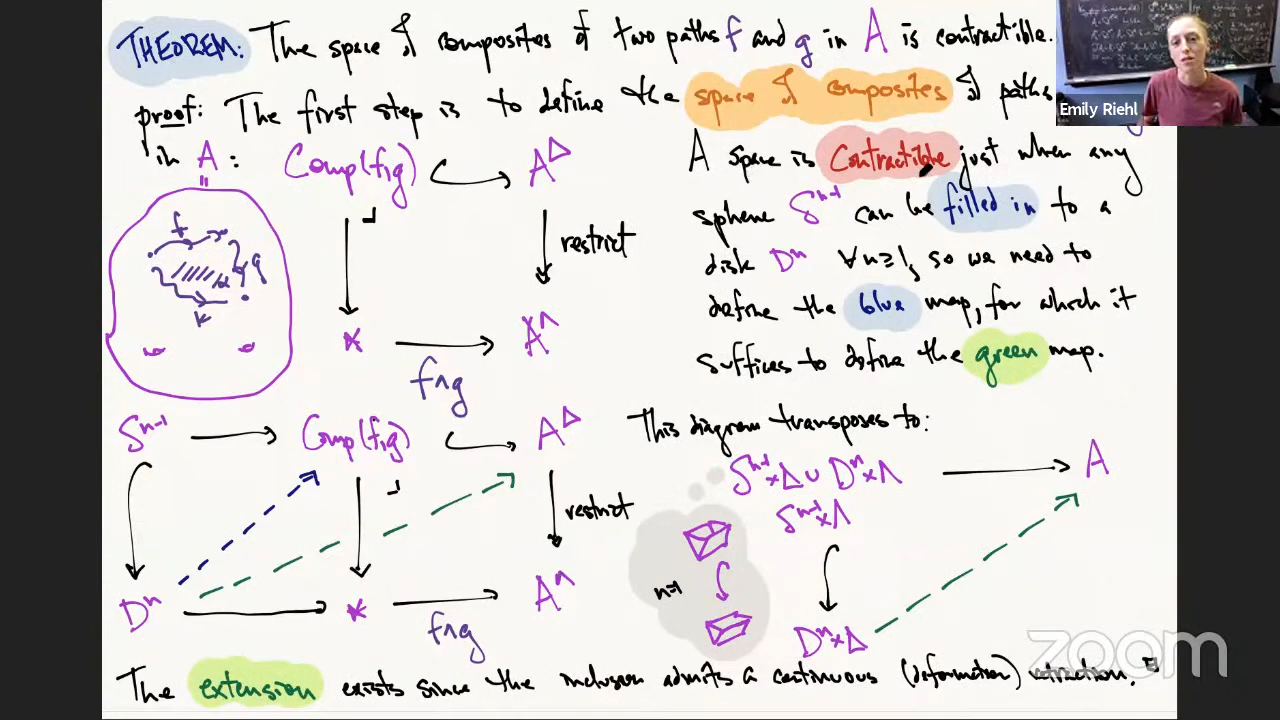 THEOREM: The space of composites of two paths f and g in A is contractible.
proof: The first step is to define the space of composites of paths
in A:
Comp(f,g)
A^Δ
restrict
*
f∧g
A^Λ
f
g
α
k
A space is contractible just when any
sphere S^{n-1} can be filled in to a
disk D^n ∀n≥1, so we need to
define the blue map, for which it
suffices to define the green map.
S^{n-1}
Comp(f,g)
A^Δ
restrict
D^n
*
f∧g
A^Λ
This diagram transposes to:
S^{n-1}×Δ ∪ D^n×Λ
S^{n-1}×Λ
A
n=1
D^n×Δ
The extension exists since the inclusion admits a continuous (deformation) retraction.
Emily Riehl
zoom